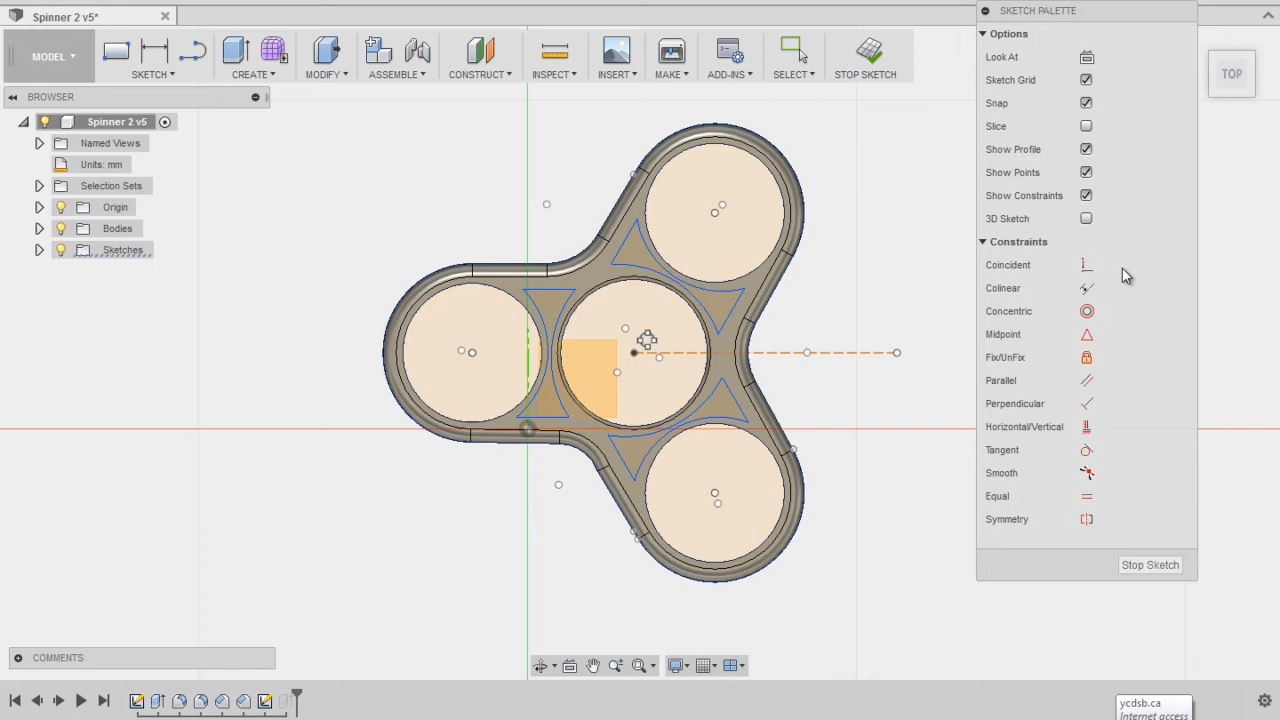 Spinner 2 v5*
SKETCH PALETTE
MODEL
SKETCH
CREATE
MODIFY
ASSEMBLE
CONSTRUCT
INSPECT
INSERT
MAKE
ADD-INS
SELECT
STOP SKETCH
TOP
BROWSER
Spinner 2 v5
Named Views
Units: mm
Selection Sets
Origin
Bodies
Sketches
Options
Look At
Sketch Grid
Snap
Slice
Show Profile
Show Points
Show Constraints
3D Sketch
Constraints
Coincident
Colinear
Concentric
Midpoint
Fix/UnFix
Parallel
Perpendicular
Horizontal/Vertical
Tangent
Smooth
Equal
Symmetry
Stop Sketch
COMMENTS
ycdsb.ca
Internet access